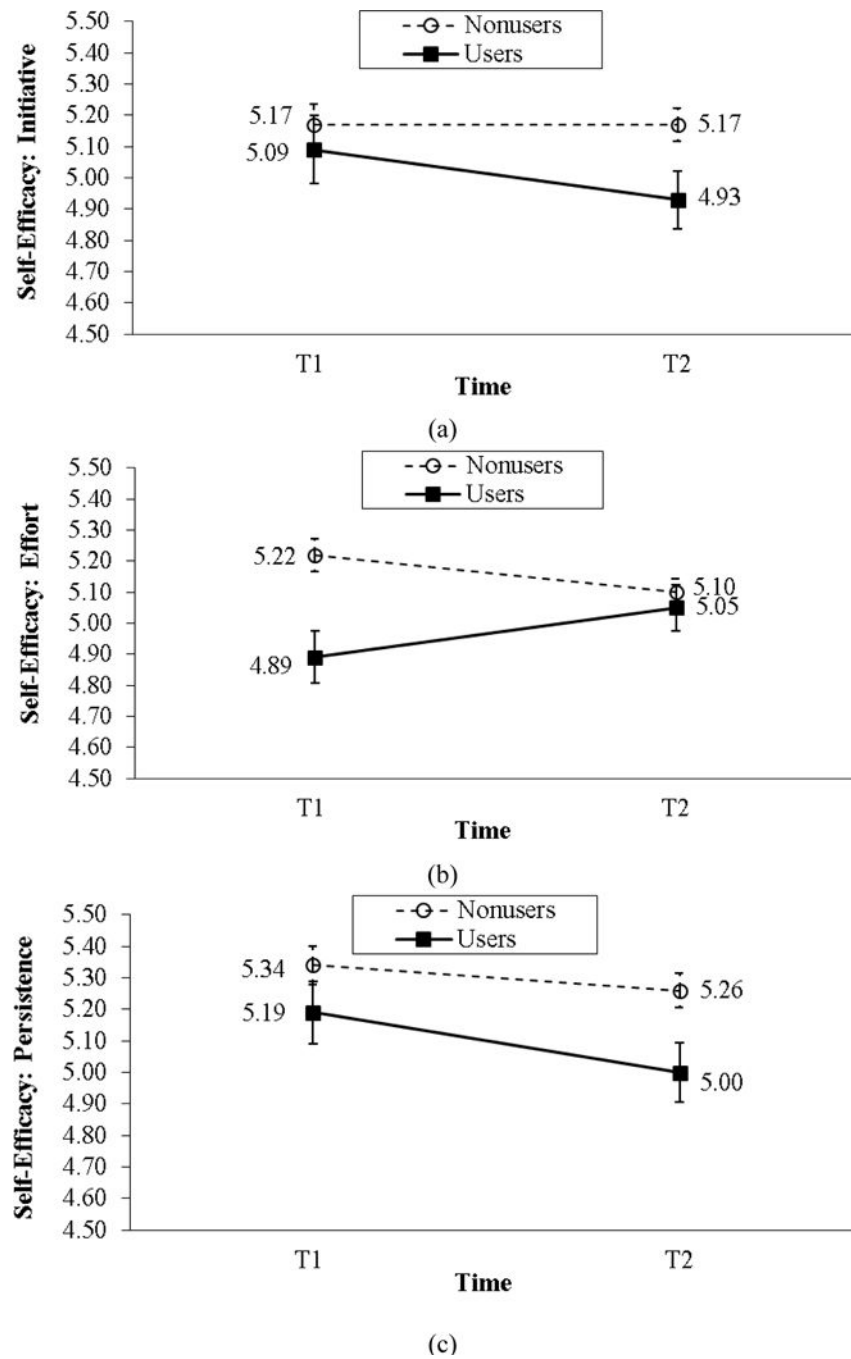 Self-Efficacy: Initiative
5.50
5.40
5.30
5.20
5.10
5.00
4.90
4.80
4.70
4.60
4.50
Nonusers
Users
5.17
5.17
5.09
4.93
T1
T2
Time
(a)
Self-Efficacy: Effort
5.50
5.40
5.30
5.20
5.10
5.00
4.90
4.80
4.70
4.60
4.50
Nonusers
Users
5.22
5.10
5.05
4.89
T1
T2
Time
(b)
Self-Efficacy: Persistence
5.50
5.40
5.30
5.20
5.10
5.00
4.90
4.80
4.70
4.60
4.50
Nonusers
Users
5.34
5.26
5.19
5.00
T1
T2
Time
(c)